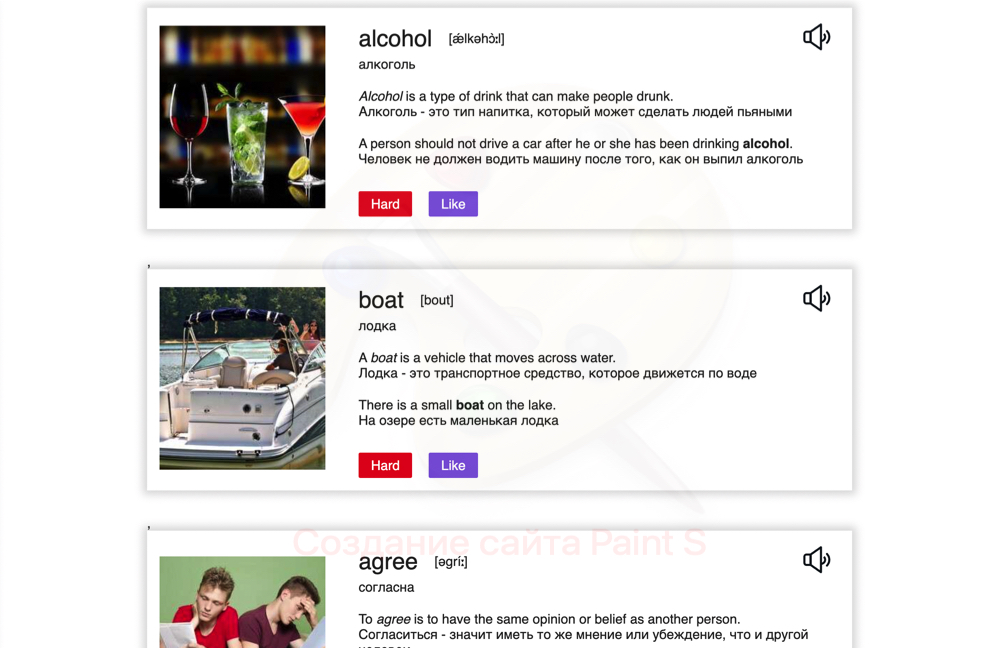 alcohol [ǽlkəhɔ̀ːl]
алкоголь
Alcohol is a type of drink that can make people drunk.
Алкоголь - это тип напитка, который может сделать людей пьяными
A person should not drive a car after he or she has been drinking alcohol.
Человек не должен водить машину после того, как он выпил алкоголь
Hard Like
,
boat [bout]
лодка
A boat is a vehicle that moves across water.
Лодка - это транспортное средство, которое движется по воде
There is a small boat on the lake.
На озере есть маленькая лодка
Hard Like
,
Создание сайта Paint S
agree [əgríː]
согласна
To agree is to have the same opinion or belief as another person.
Согласиться - значит иметь то же мнение или убеждение, что и другой